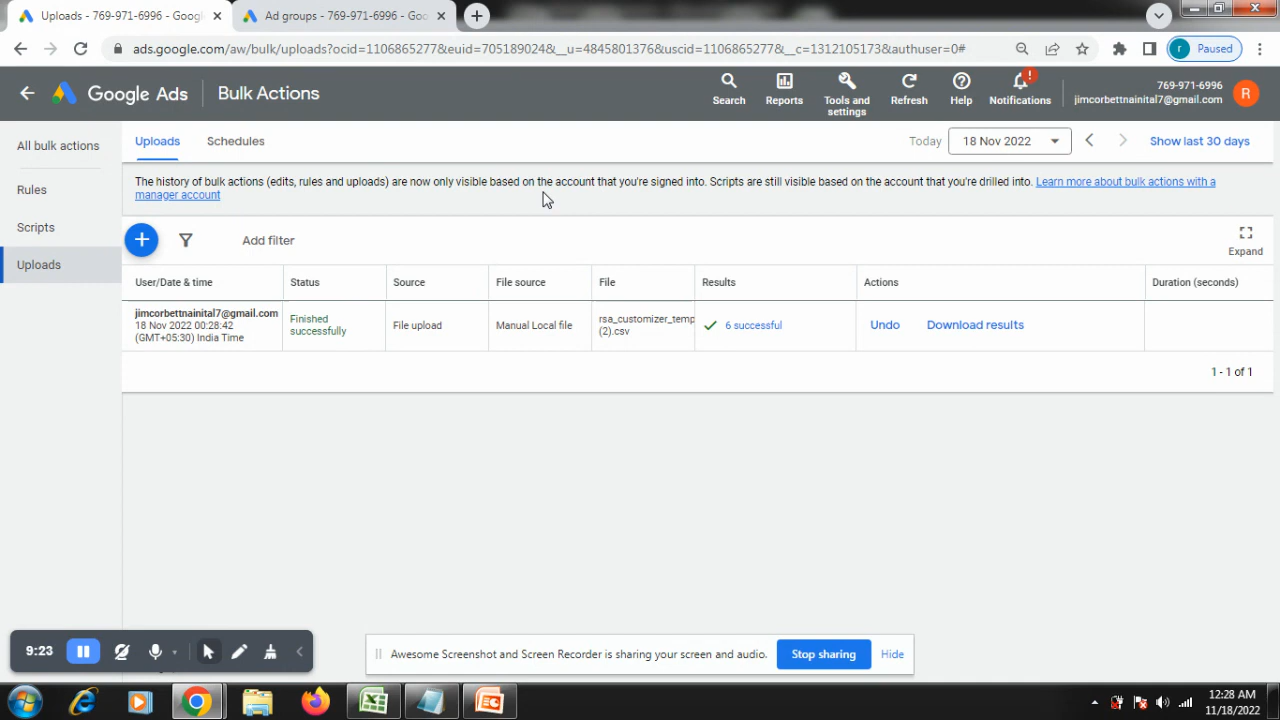 Uploads - 769-971-6996 - Google
Ad groups - 769-971-6996 - Goo
ads.google.com/aw/bulk/uploads?ocid=1106865277&euid=705189024&__u=4845801376&uscid=1106865277&__c=1312105173&authuser=0#
r Paused
Google Ads
Bulk Actions
Search
Reports
Tools and settings
Refresh
Help
!
Notifications
769-971-6996
jimcorbettnainital7@gmail.com
R
All bulk actions
Rules
Scripts
Uploads
Uploads
Schedules
Today
18 Nov 2022
Show last 30 days
The history of bulk actions (edits, rules and uploads) are now only visible based on the account that you're signed into. Scripts are still visible based on the account that you're drilled into. Learn more about bulk actions with a
manager account
Add filter
Expand
User/Date & time
Status
Source
File source
File
Results
Actions
Duration (seconds)
jimcorbettnainital7@gmail.com
18 Nov 2022 00:28:42
(GMT+05:30) India Time
Finished
successfully
File upload
Manual Local file
rsa_customizer_temp
(2).csv
6 successful
Undo
Download results
1 - 1 of 1
9:23
Awesome Screenshot and Screen Recorder is sharing your screen and audio.
Stop sharing
Hide
12:28 AM
11/18/2022